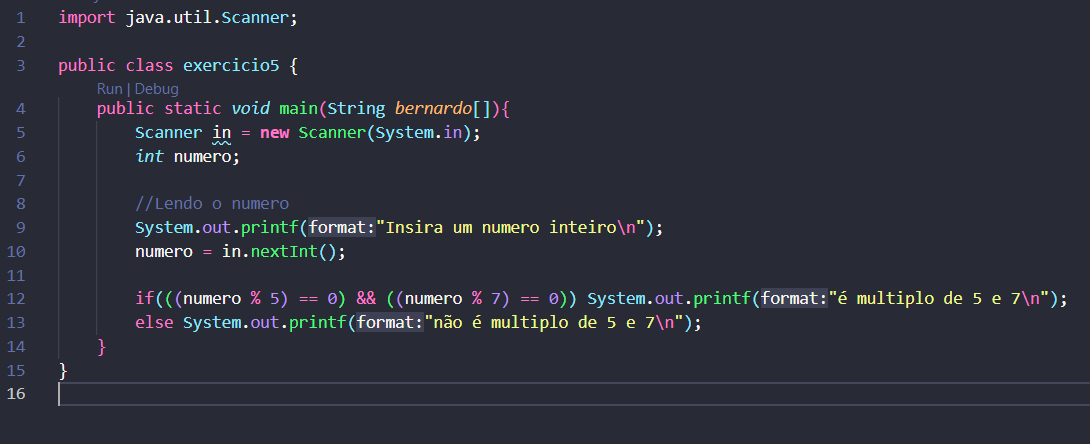 1 import java.util.Scanner;
2
3 public class exercicio5 {
Run | Debug
4 public static void main(String bernardo[]){
5 Scanner in = new Scanner(System.in);
6 int numero;
7
8 //Lendo o numero
9 System.out.printf(format:"Insira um numero inteiro\n");
10 numero = in.nextInt();
11
12 if(((numero % 5) == 0) && ((numero % 7) == 0)) System.out.printf(format:"é multiplo de 5 e 7\n");
13 else System.out.printf(format:"não é multiplo de 5 e 7\n");
14 }
15 }
16